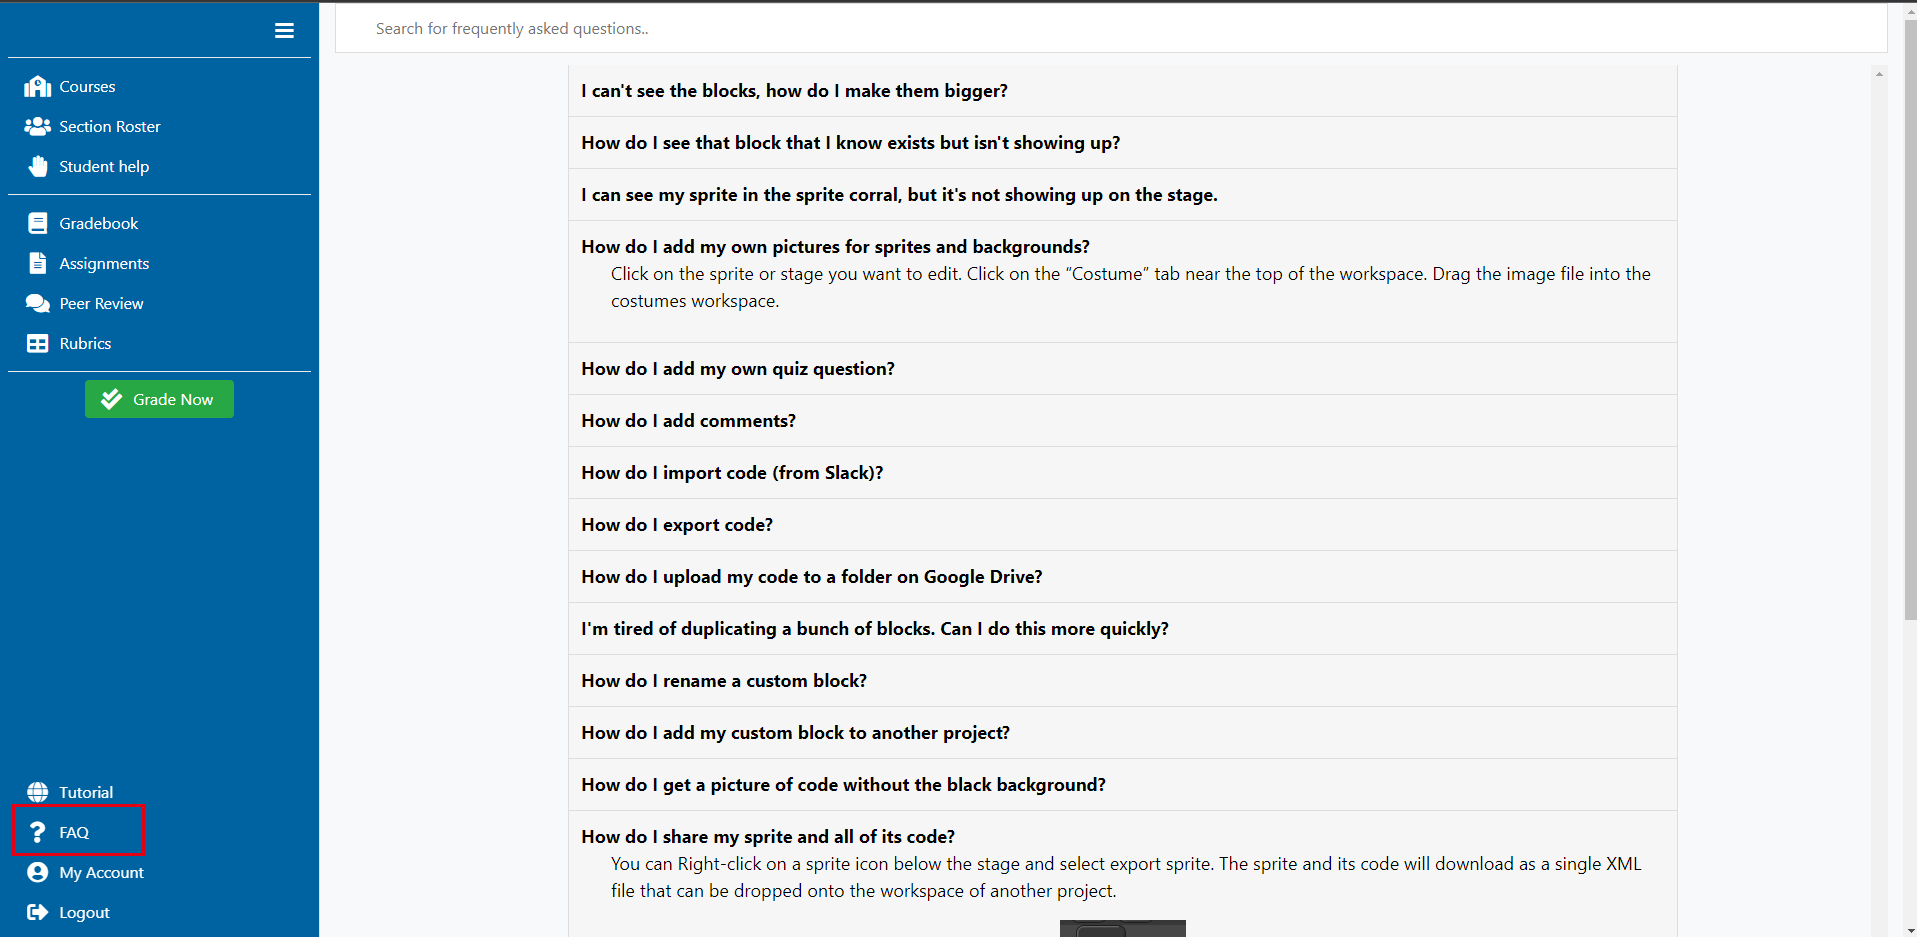 Courses
Section Roster
Student help
Gradebook
Assignments
Peer Review
Rubrics
Grade Now
Tutorial
FAQ
My Account
Logout
Search for frequently asked questions..
I can't see the blocks, how do I make them bigger?
How do I see that block that I know exists but isn't showing up?
I can see my sprite in the sprite corral, but it's not showing up on the stage.
How do I add my own pictures for sprites and backgrounds?
Click on the sprite or stage you want to edit. Click on the “Costume” tab near the top of the workspace. Drag the image file into the
costumes workspace.
How do I add my own quiz question?
How do I add comments?
How do I import code (from Slack)?
How do I export code?
How do I upload my code to a folder on Google Drive?
I'm tired of duplicating a bunch of blocks. Can I do this more quickly?
How do I rename a custom block?
How do I add my custom block to another project?
How do I get a picture of code without the black background?
How do I share my sprite and all of its code?
You can Right-click on a sprite icon below the stage and select export sprite. The sprite and its code will download as a single XML
file that can be dropped onto the workspace of another project.